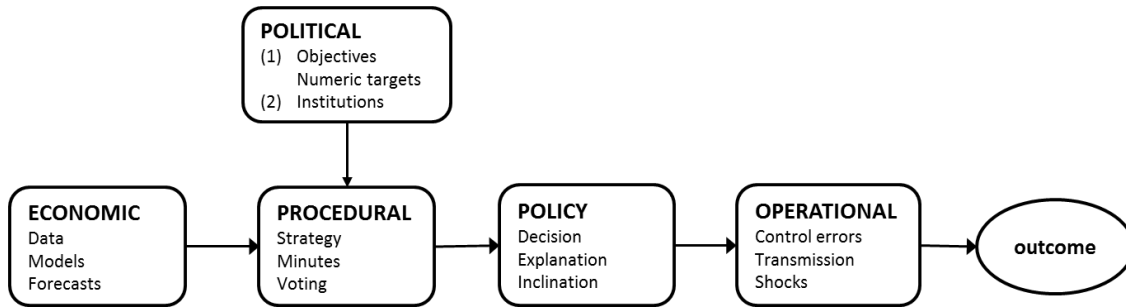 POLITICAL
(1) Objectives
Numeric targets
(2) Institutions
ECONOMIC
Data
Models
Forecasts
PROCEDURAL
Strategy
Minutes
Voting
POLICY
Decision
Explanation
Inclination
OPERATIONAL
Control errors
Transmission
Shocks
outcome